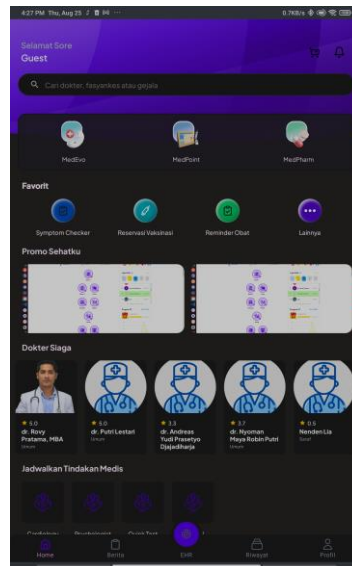 4:27 PM Thu, Aug 25
0.7KB/s
Selamat Sore
Guest
Cari dokter, fasyankes atau gejala
MedEvo MedPoint MedPharm
Favorit
Symptom Checker Reservasi Vaksinasi Reminder Obat Lainnya
Promo Sehatku
Dokter Siaga
5.0 5.0 3.3 3.7 0.5
dr. Rovy dr. Putri Lestari dr. Andreas dr. Nyoman Nenden Lia
Pratama, MBA Umum Yudi Prasetyo Maya Robin Putri
Umum Djajadiharja Umum
Jadwalkan Tindakan Medis
Home Berita EHR Riwayat Profil